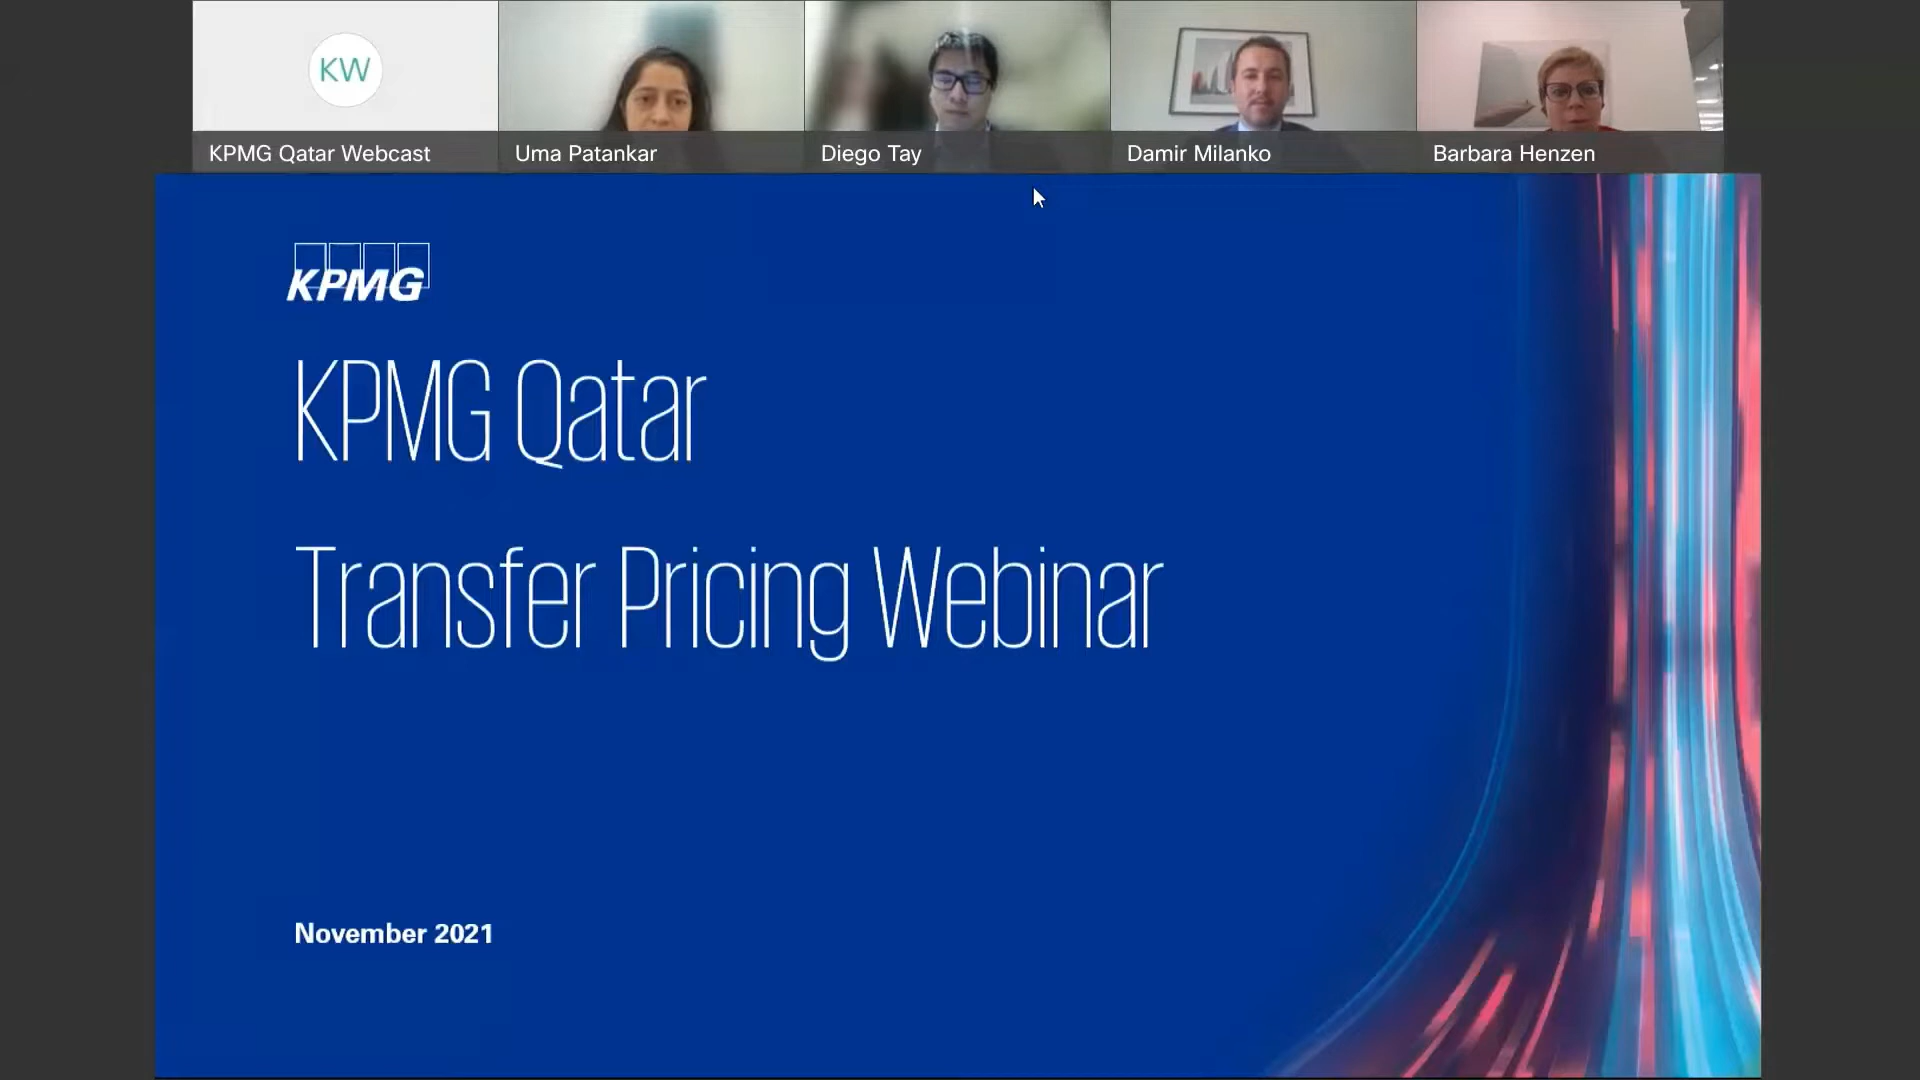 KW
KPMG Qatar Webcast
Uma Patankar
Diego Tay
Damir Milanko
Barbara Henzen
KPMG
KPMG Qatar
Transfer Pricing Webinar
November 2021